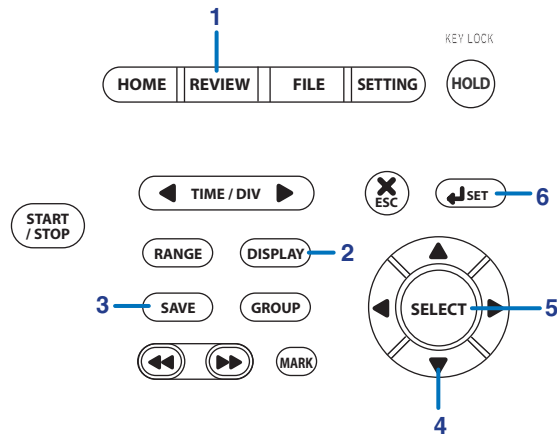 1
KEY LOCK
HOME REVIEW FILE SETTING HOLD
TIME / DIV ESC SET 6
START
/ STOP
RANGE DISPLAY 2
3 SAVE GROUP SELECT 5
MARK
4